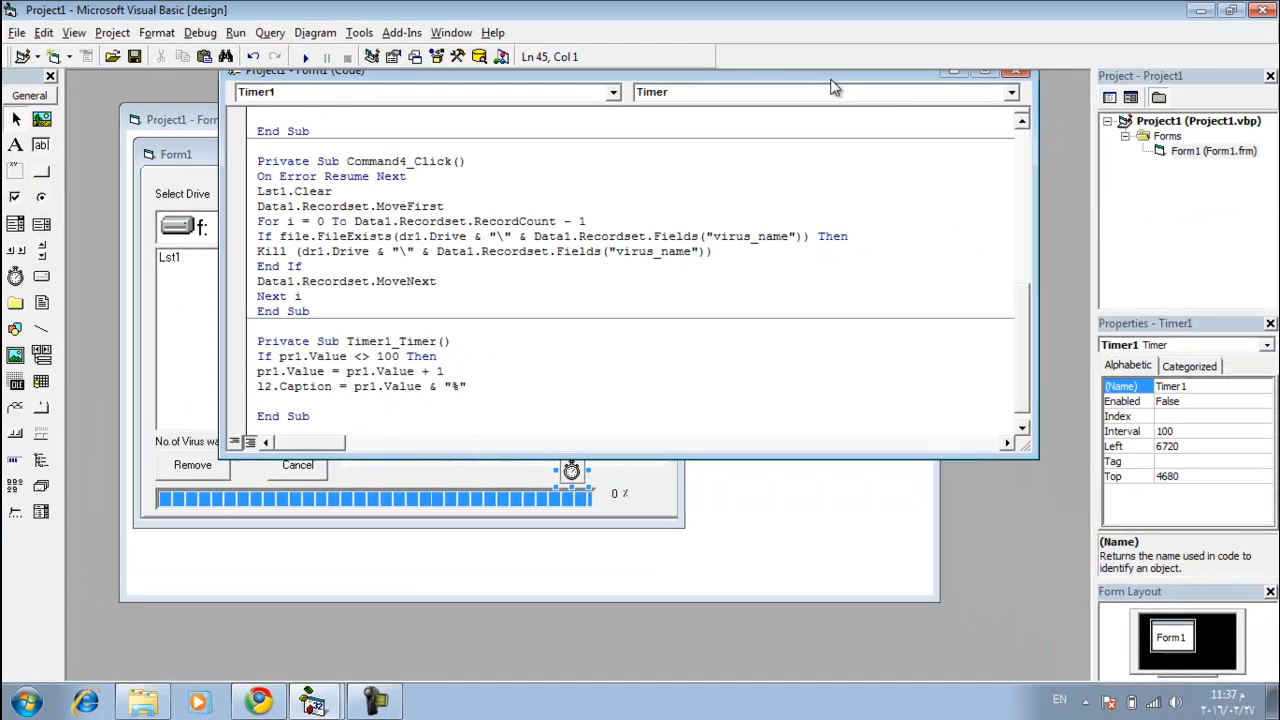 Project1 - Microsoft Visual Basic [design]
File Edit View Project Format Debug Run Query Diagram Tools Add-Ins Window Help
Ln 45, Col 1
General
Project1 - Form
Form1
Select Drive
f:
Lst1
No.of Virus wa
Remove Cancel
0 %
Project1 - Form1 (Code)
Timer1 Timer
End Sub
Private Sub Command4_Click()
On Error Resume Next
Lst1.Clear
Data1.Recordset.MoveFirst
For i = 0 To Data1.Recordset.RecordCount - 1
If file.FileExists(dr1.Drive & "\" & Data1.Recordset.Fields("virus_name")) Then
Kill (dr1.Drive & "\" & Data1.Recordset.Fields("virus_name"))
End If
Data1.Recordset.MoveNext
Next i
End Sub
Private Sub Timer1_Timer()
If pr1.Value <> 100 Then
pr1.Value = pr1.Value + 1
l2.Caption = pr1.Value & "%"
End Sub
Project - Project1
Project1 (Project1.vbp)
Forms
Form1 (Form1.frm)
Properties - Timer1
Timer1 Timer
Alphabetic Categorized
(Name) Timer1
Enabled False
Index
Interval 100
Left 6720
Tag
Top 4680
(Name)
Returns the name used in code to
identify an object.
Form Layout
Form1
EN
11:37 م
٢٠١٦/٠٢/٢٧